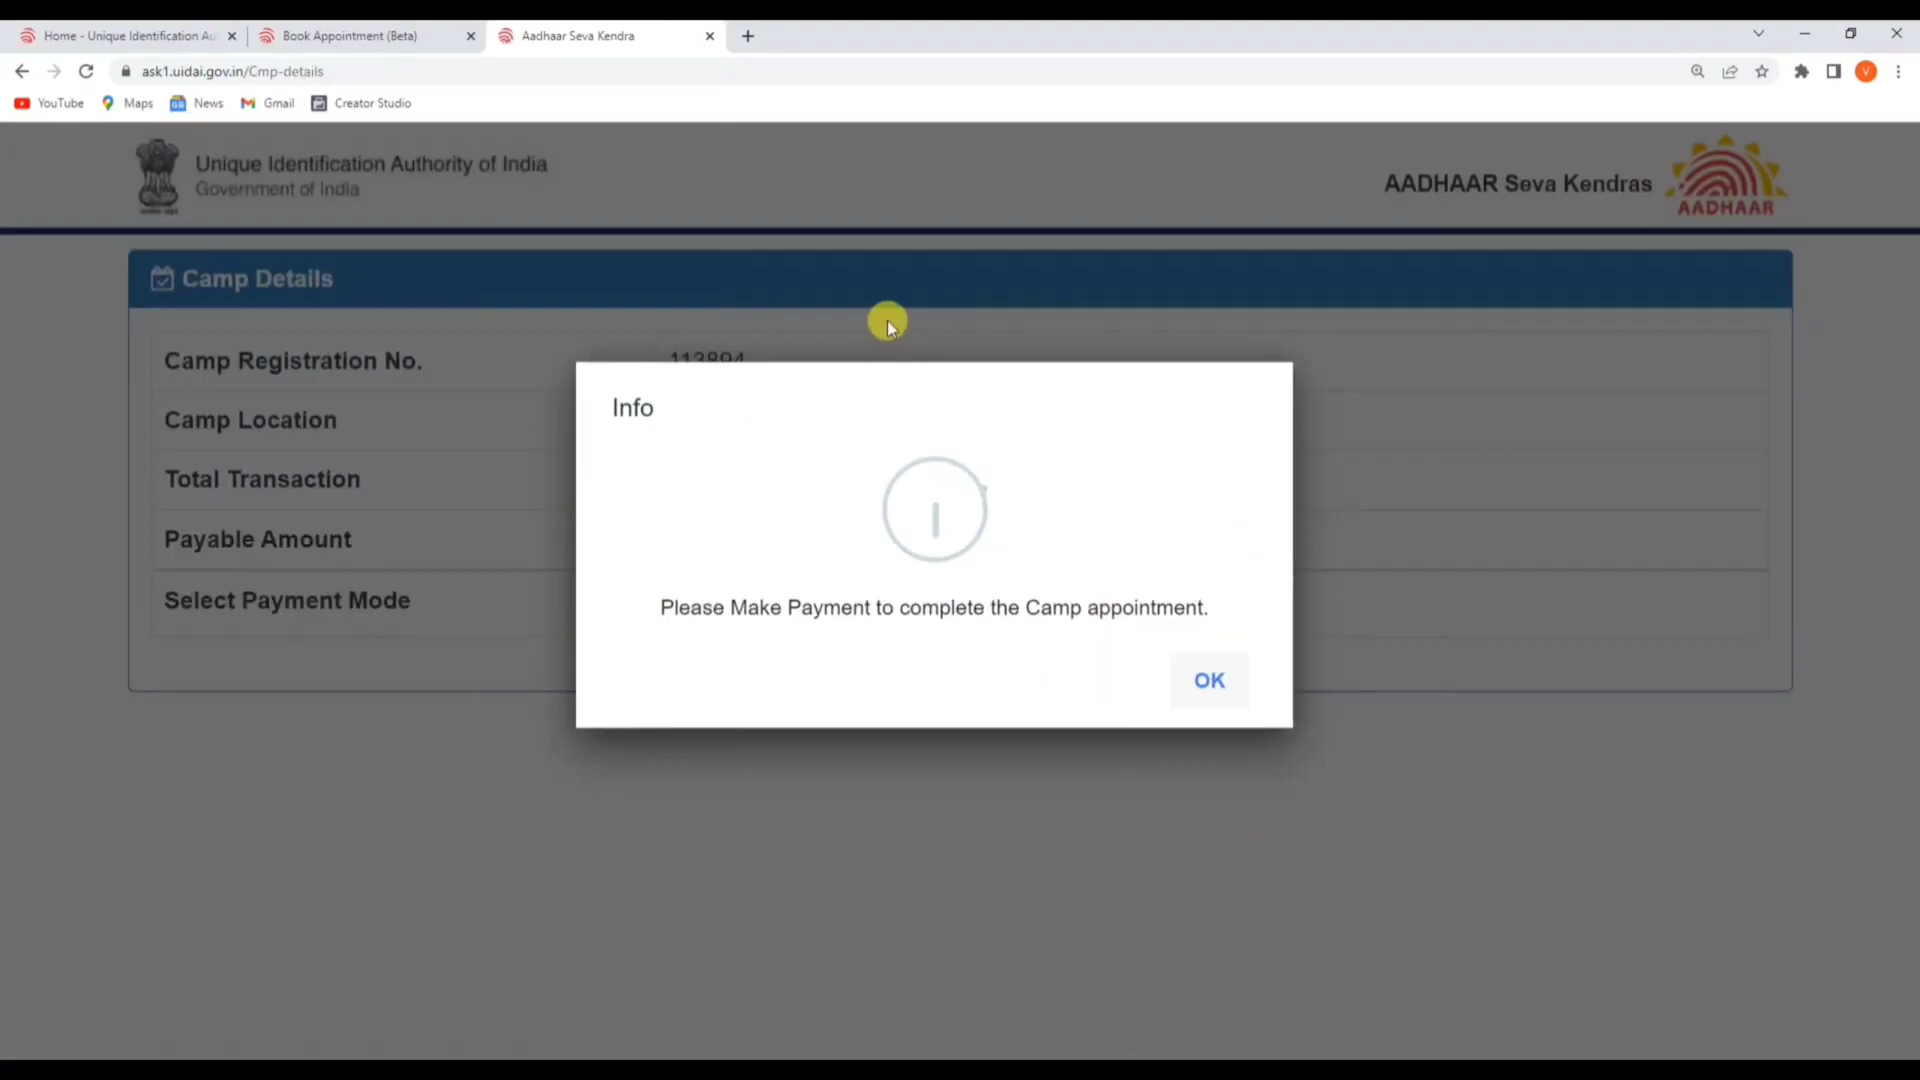 Home - Unique Identification Au
Book Appointment (Beta)
Aadhaar Seva Kendra
ask1.uidai.gov.in/Cmp-details
V
YouTube
Maps
News
Gmail
Creator Studio
Unique Identification Authority of India
Government of India
AADHAAR Seva Kendras
AADHAAR
Camp Details
Camp Registration No.
113894
Camp Location
Total Transaction
Payable Amount
Select Payment Mode
Info
Please Make Payment to complete the Camp appointment.
OK